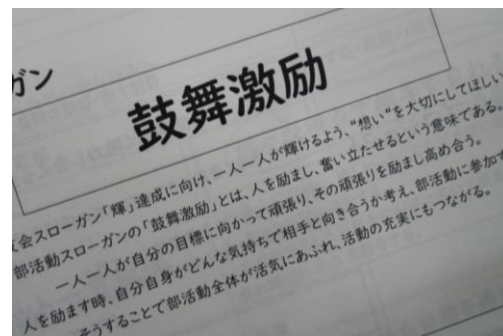 ガン
鼓舞激励
会スローガン「輝」達成に向け、一人一人が輝けるよう、“想い“を大切にしてほしい
部活動スローガンの「鼓舞激励」とは、人を励まし、奮い立たせるという意味である。
一人一人が自分の目標に向かって頑張り、その頑張りを励まし高め合う。
人を励ます時、自分自身がどんな気持ちで相手と向き合うか考え、部活動に参加す
そうすることで部活動全体が活気にあふれ、活動の充実にもつながる。